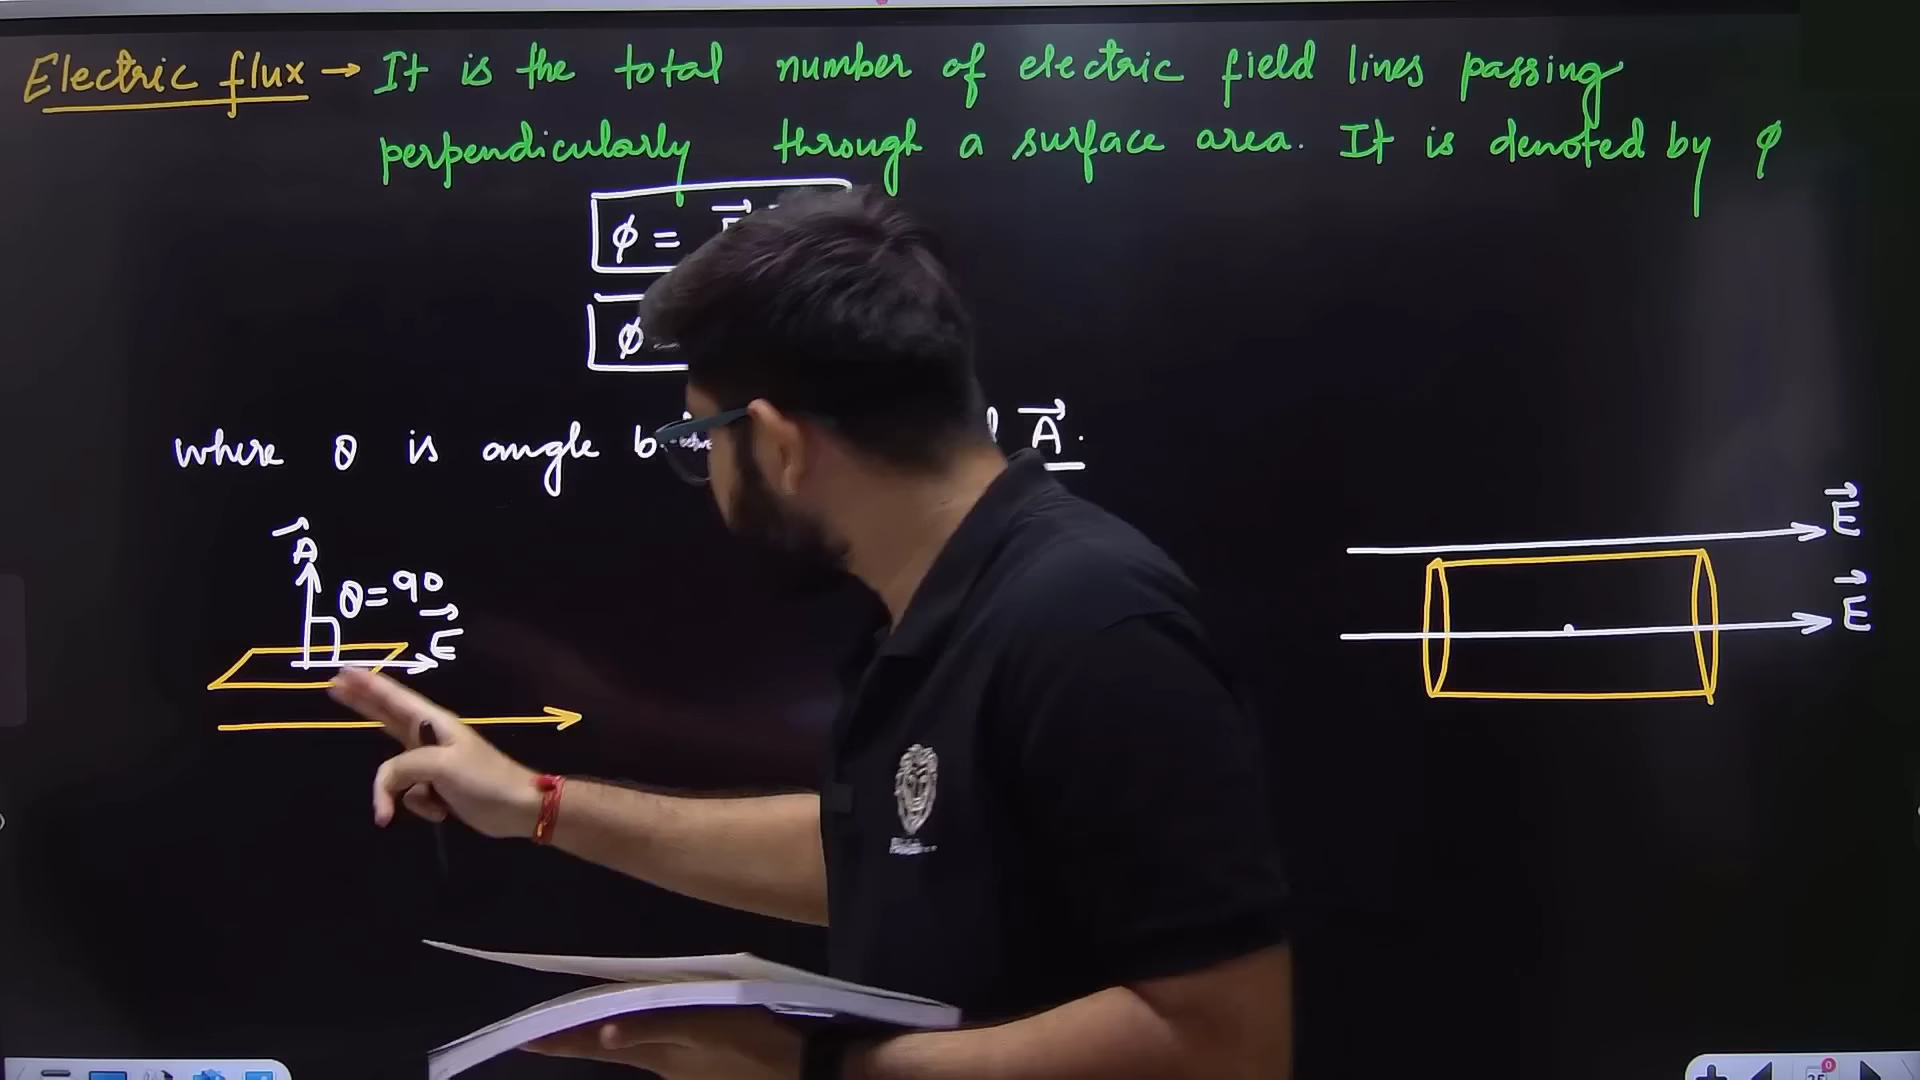 Electric flux → It is the total number of electric field lines passing
perpendicularly through a surface area. It is denoted by φ
φ =
φ
where θ is angle A.
A
θ = 90
E
E
E